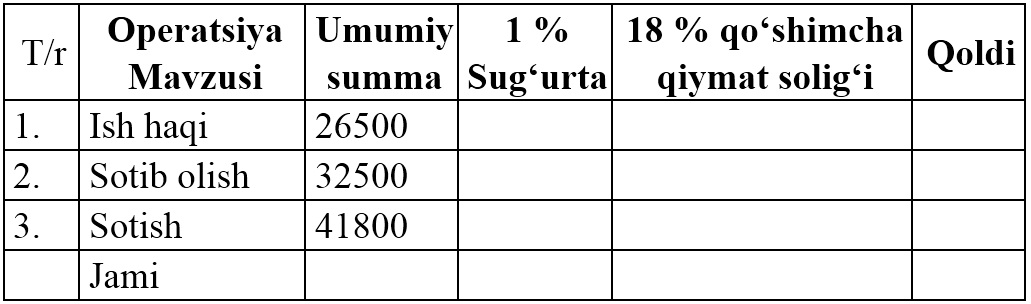 T/r Operatsiya Mavzusi Umumiy summa 1 % Sug‘urta 18 % qo‘shimcha qiymat solig‘i Qoldi
1. Ish haqi 26500
2. Sotib olish 32500
3. Sotish 41800
Jami